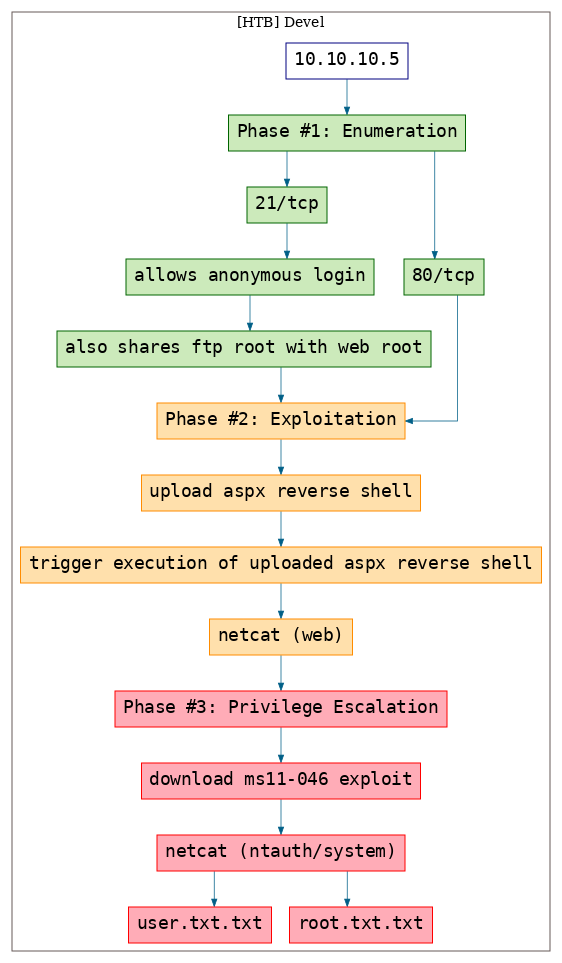 [HTB] Devel
10.10.10.5
Phase #1: Enumeration
21/tcp
allows anonymous login
80/tcp
also shares ftp root with web root
Phase #2: Exploitation
upload aspx reverse shell
trigger execution of uploaded aspx reverse shell
netcat (web)
Phase #3: Privilege Escalation
download ms11-046 exploit
netcat (ntauth/system)
user.txt.txt
root.txt.txt